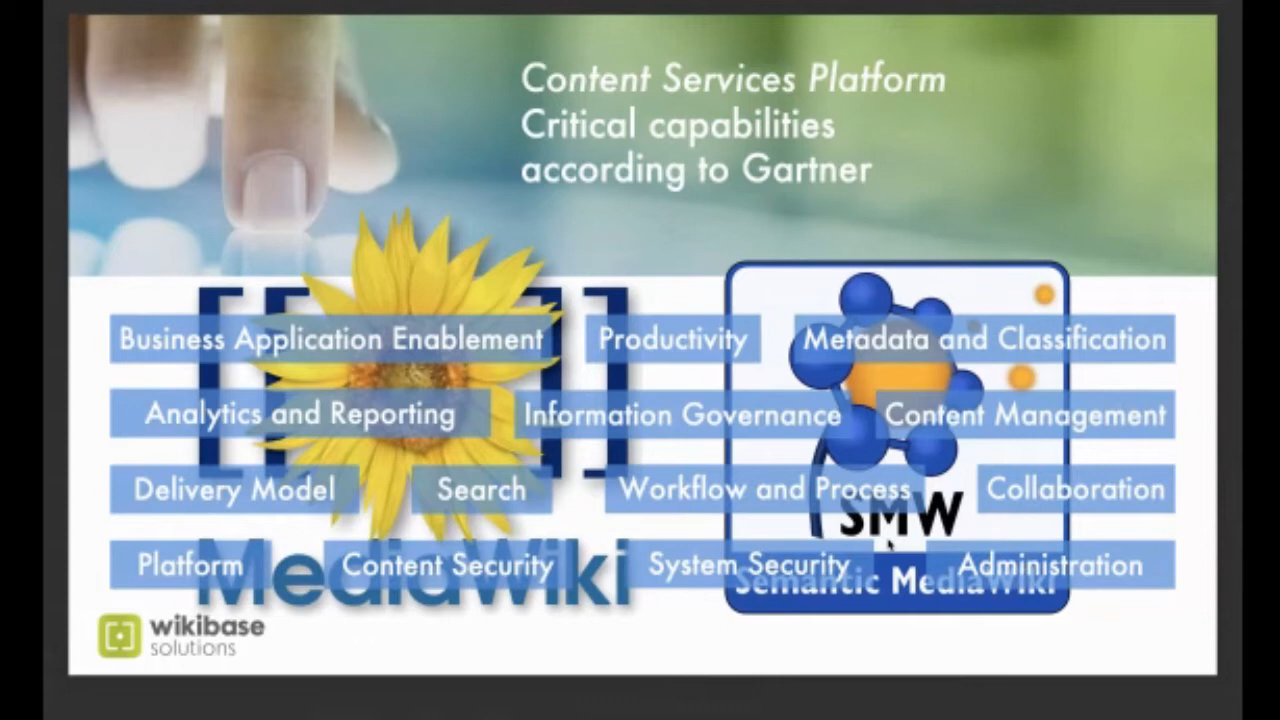 Content Services Platform
Critical capabilities
according to Gartner
Business Application Enablement
Productivity
Metadata and Classification
Analytics and Reporting
Information Governance
Content Management
Delivery Model
Search
Workflow and Process
Collaboration
SMW
Platform
Content Security
System Security
Administration
MediaWiki
Semantic MediaWiki
wikibase
solutions